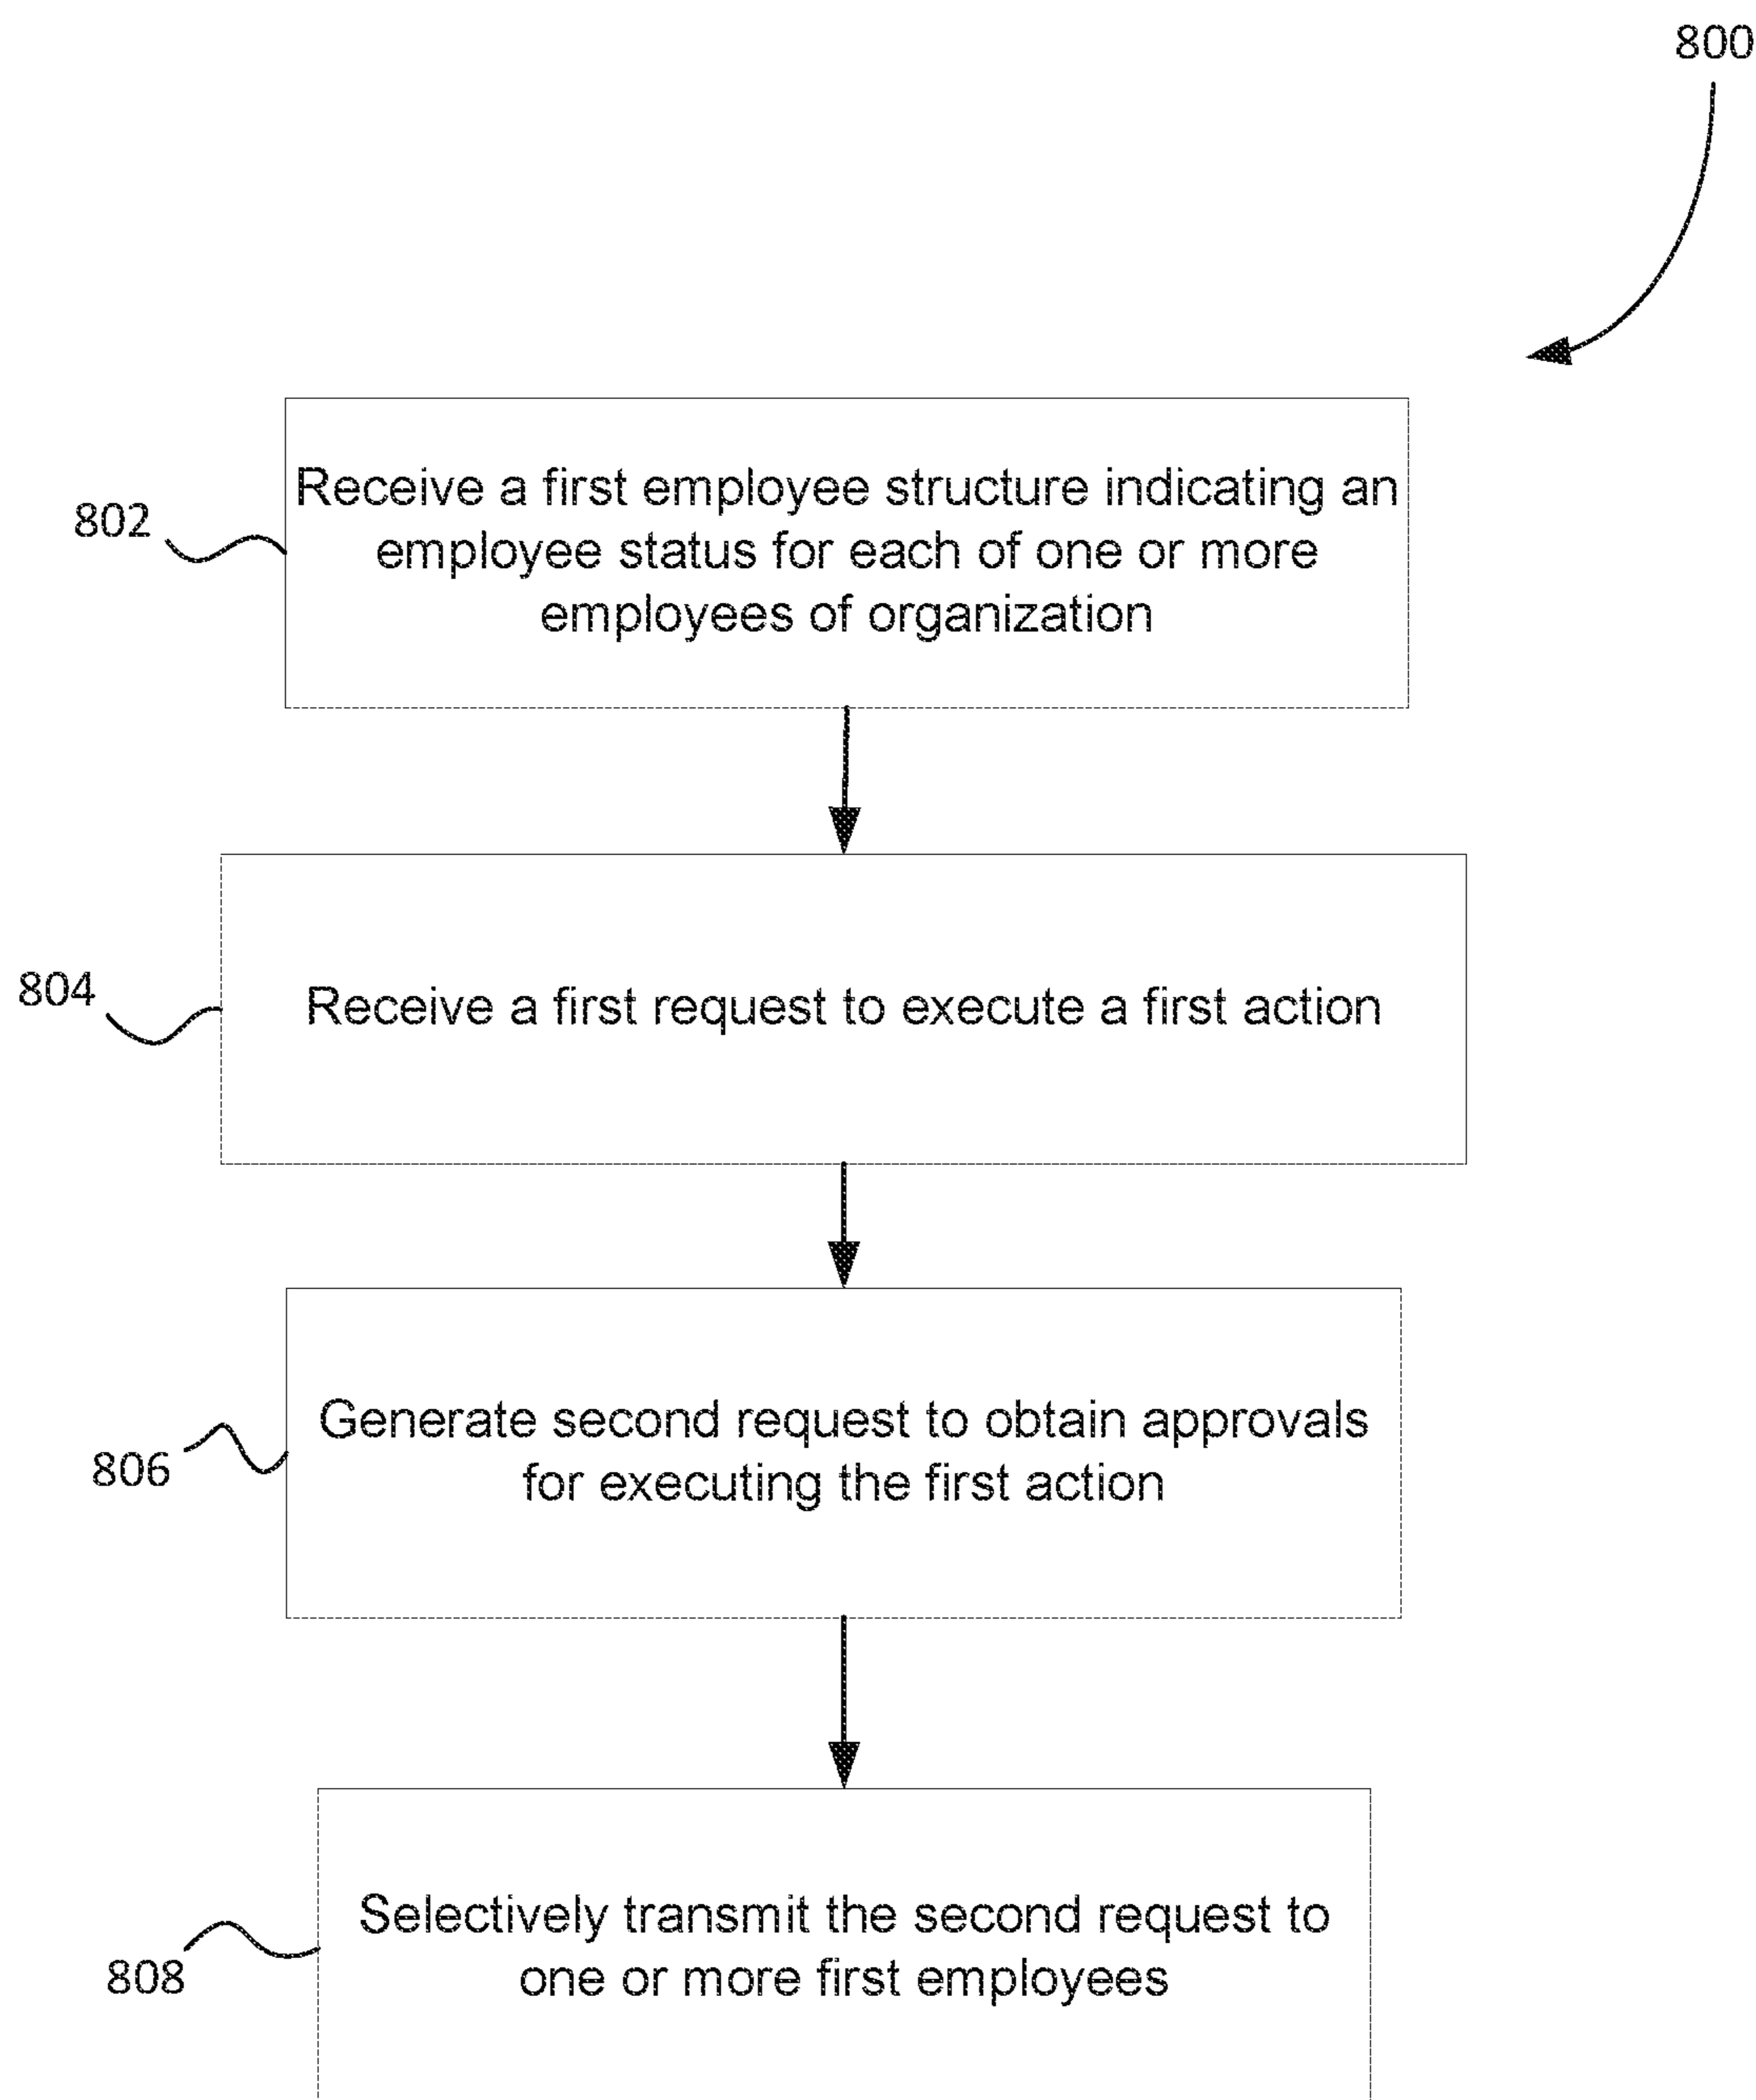 800
802
Receive a first employee structure indicating an
employee status for each of one or more
employees of organization
804
Receive a first request to execute a first action
806
Generate second request to obtain approvals
for executing the first action
808
Selectively transmit the second request to
one or more first employees